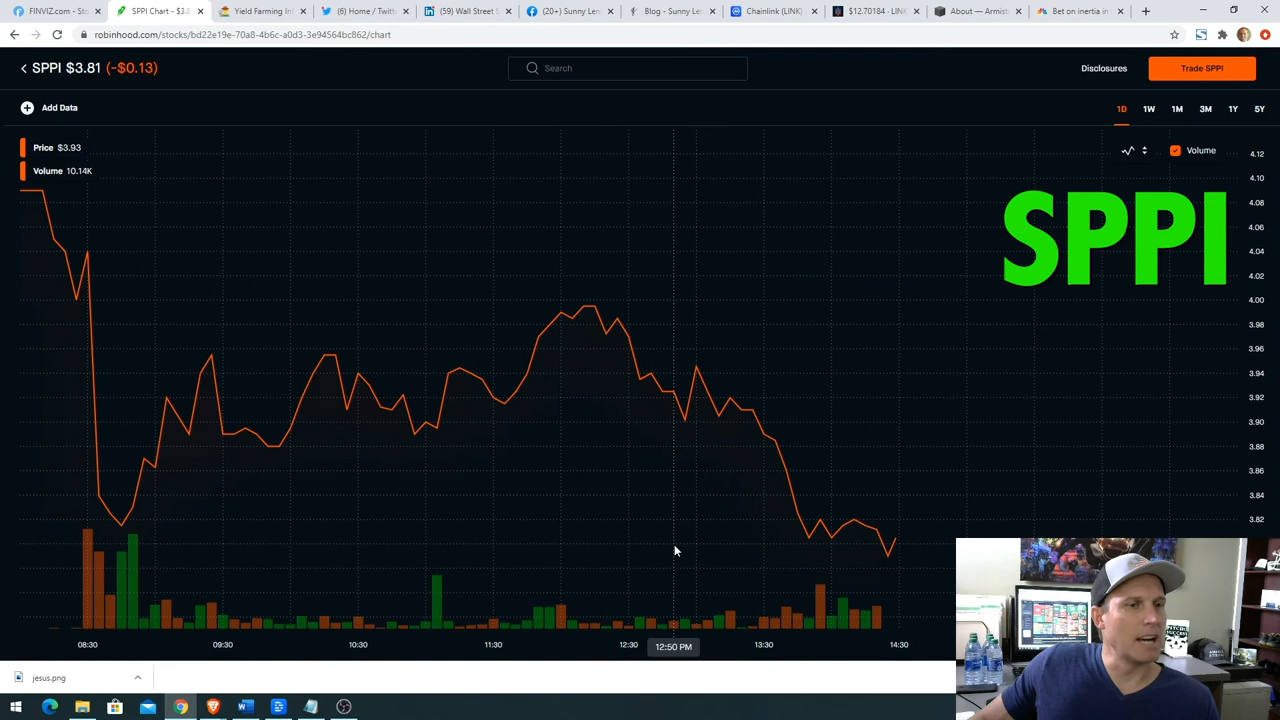 FINVIZ.com - Sto
SPPI Chart - $3.8
Yield Farming Inf
(6) Home / Twitte
(59) Wall Street S
(20+) Sunny Len
Blog - Sunny Len
Chainlink (LINK)
$12.70184 · LINK
About — Armist
Bet on inertia in
robinhood.com/stocks/bd22e19e-70a8-4b6c-a0d3-3e94564bc862/chart
SPPI $3.81 (-$0.13)
Search
Disclosures
Trade SPPI
Add Data
1D 1W 1M 3M 1Y 5Y
Price $3.93
Volume 10.14K
Volume
4.12
4.10
4.08
4.06
4.04
4.02
4.00
3.98
3.96
3.94
3.92
3.90
3.88
3.86
3.84
3.82
SPPI
08:30 09:30 10:30 11:30 12:30 12:50 PM 13:30 14:30
jesus.png
PSYCHO
SUCCESS